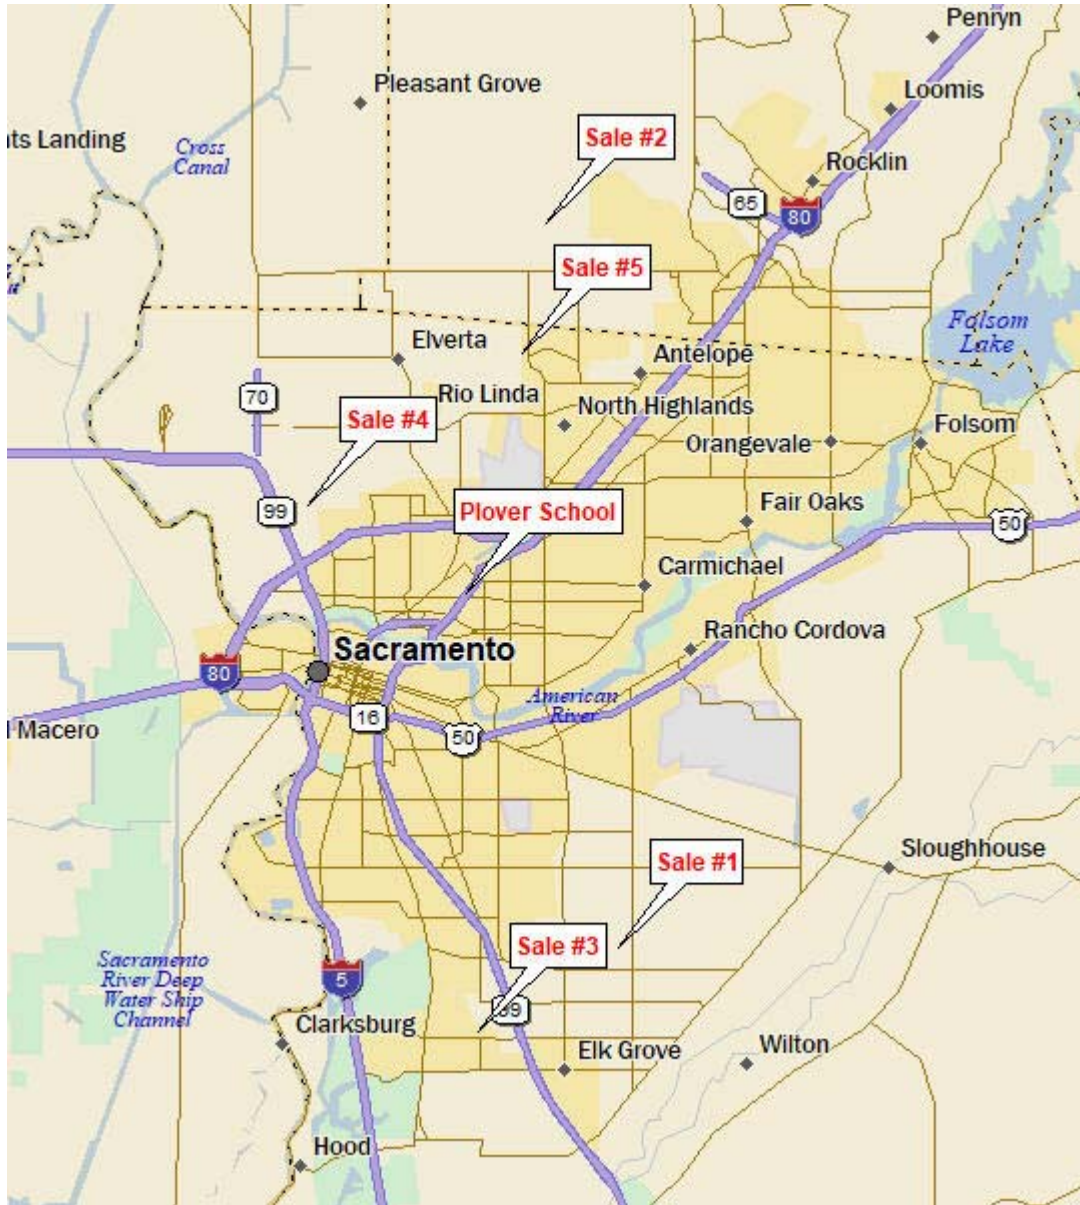 Penryn
Pleasant Grove
Loomis
Sale #2
nts Landing
Cross
Canal
Rocklin
65
80
Sale #5
Folsom
Lake
Elverta
Antelope
70
Rio Linda
North Highlands
Sale #4
Orangevale
Folsom
99
Plover School
Fair Oaks
50
Carmichael
Rancho Cordova
Sacramento
80
American
River
16
50
Macero
Sloughhouse
Sale #1
Sale #3
Sacramento
River Deep
Water Ship
Channel
5
99
Clarksburg
Elk Grove
Wilton
Hood